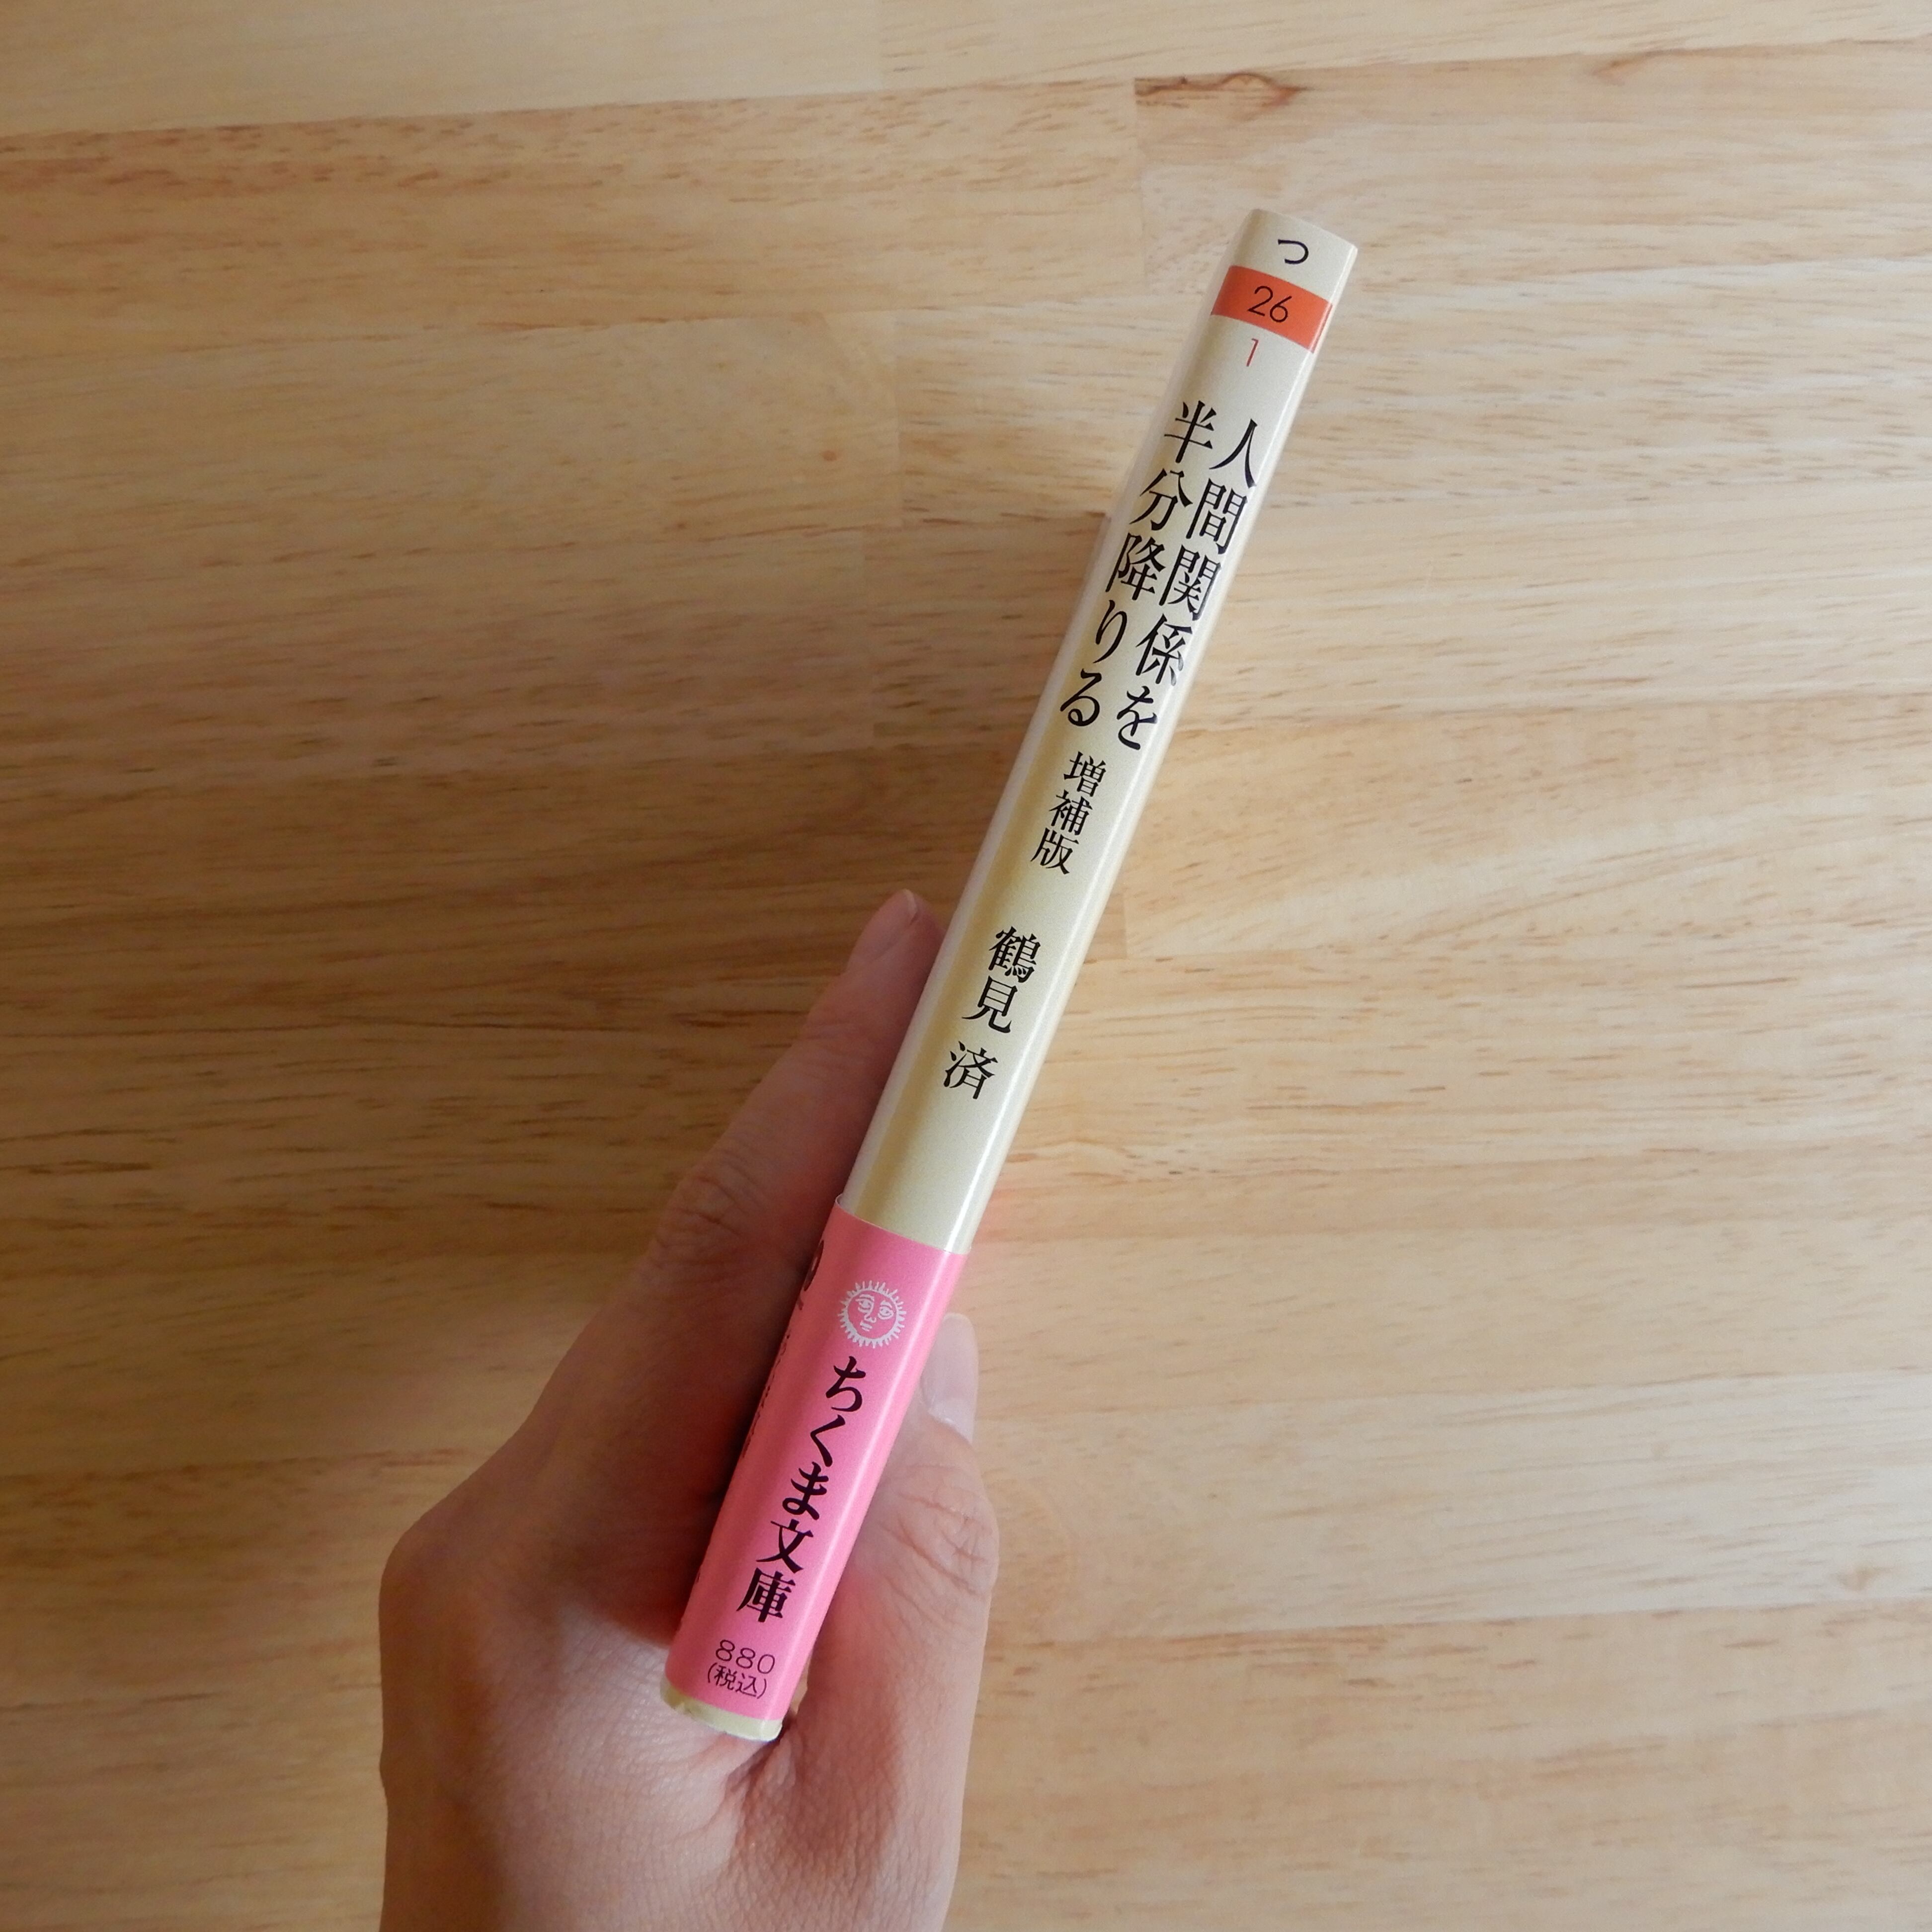 つ
26
1
人間関係を
半分降りる
増補版
鶴見 済
ちくま文庫
880
(税込)